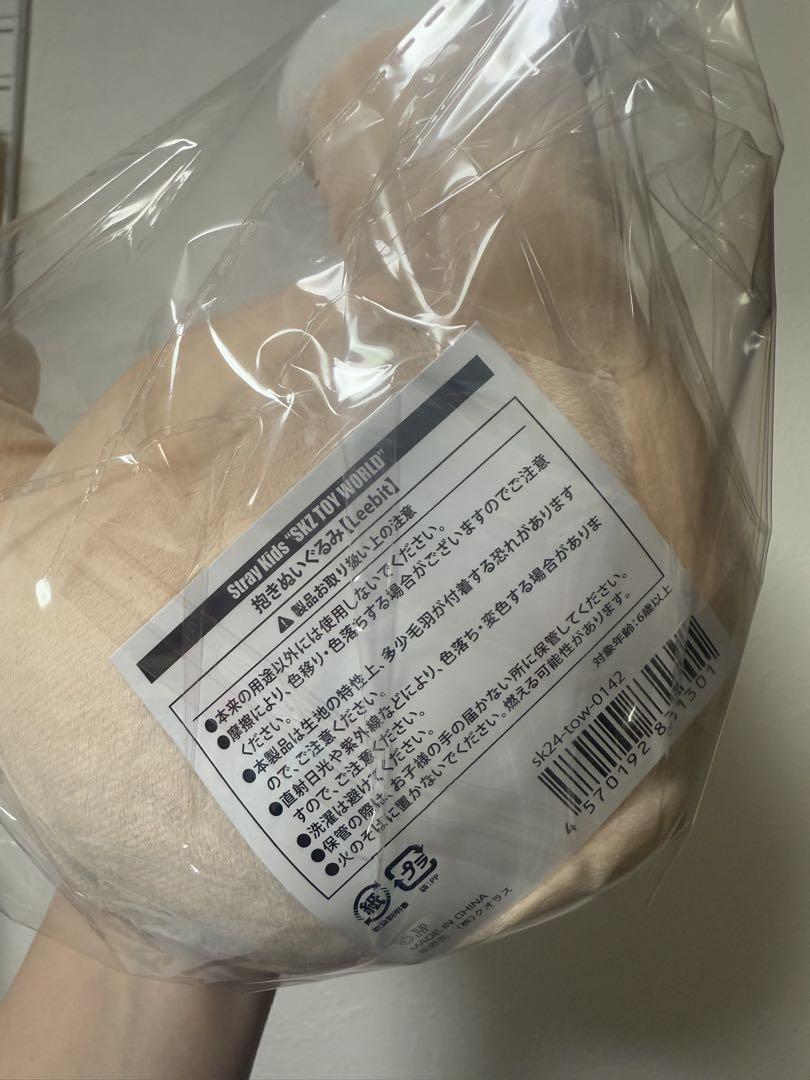 Stray Kids "SKZ TOY WORLD"
抱きぬいぐるみ【Leebit】
製品お取り扱い上の注意
●本来の用途以外には使用しないでください。
●摩擦により、色移り・色落ちする場合がございますのでご注意
ください。
●本製品は生地の特性上、多少毛羽が付着する恐れがあります
ので、ご注意ください。
●直射日光や紫外線などにより、色落ち・変色する場合がありま
すので、ご注意ください。
●洗濯は避けてください。
●保管の際は、お子様の手の届かない所に保管してください。
●火のそばに置かないでください。燃える可能性があります。
対象年齢:6歳以上
sk24-tow-0142
4 570192 831301
紙
プラ
袋:PP
©JYP
MADE IN CHINA
(株)クオラス